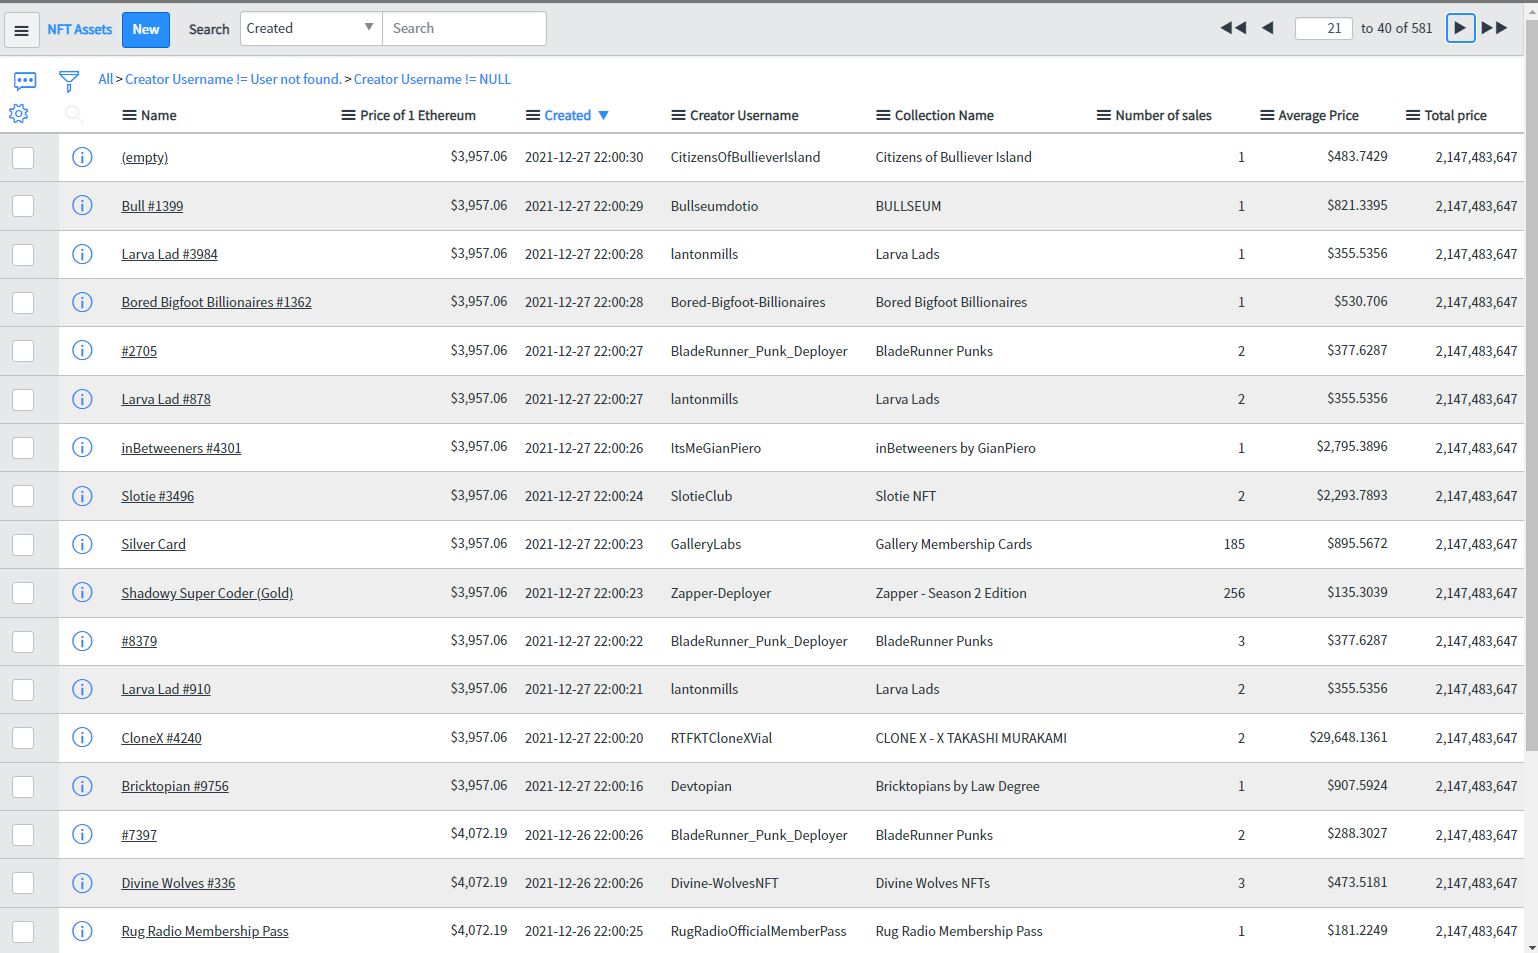 NFT Assets New Search Created Search 21 to 40 of 581
All > Creator Username != User not found. > Creator Username != NULL
Name Price of 1 Ethereum Created Creator Username Collection Name Number of sales Average Price Total price
(empty) $3,957.06 2021-12-27 22:00:30 CitizensOfBullieverIsland Citizens of Bulliever Island 1 $483.7429 2,147,483,647
Bull #1399 $3,957.06 2021-12-27 22:00:29 Bullseumdotio BULLSEUM 1 $821.3395 2,147,483,647
Larva Lad #3984 $3,957.06 2021-12-27 22:00:28 lantonmills Larva Lads 1 $355.5356 2,147,483,647
Bored Bigfoot Billionaires #1362 $3,957.06 2021-12-27 22:00:28 Bored-Bigfoot-Billionaires Bored Bigfoot Billionaires 1 $530.706 2,147,483,647
#2705 $3,957.06 2021-12-27 22:00:27 BladeRunner_Punk_Deployer BladeRunner Punks 2 $377.6287 2,147,483,647
Larva Lad #878 $3,957.06 2021-12-27 22:00:27 lantonmills Larva Lads 2 $355.5356 2,147,483,647
inBetweeners #4301 $3,957.06 2021-12-27 22:00:26 ItsMeGianPiero inBetweeners by GianPiero 1 $2,795.3896 2,147,483,647
Slotie #3496 $3,957.06 2021-12-27 22:00:24 SlotieClub Slotie NFT 2 $2,293.7893 2,147,483,647
Silver Card $3,957.06 2021-12-27 22:00:23 GalleryLabs Gallery Membership Cards 185 $895.5672 2,147,483,647
Shadowy Super Coder (Gold) $3,957.06 2021-12-27 22:00:23 Zapper-Deployer Zapper - Season 2 Edition 256 $135.3039 2,147,483,647
#8379 $3,957.06 2021-12-27 22:00:22 BladeRunner_Punk_Deployer BladeRunner Punks 3 $377.6287 2,147,483,647
Larva Lad #910 $3,957.06 2021-12-27 22:00:21 lantonmills Larva Lads 2 $355.5356 2,147,483,647
CloneX #4240 $3,957.06 2021-12-27 22:00:20 RTFKTCloneXVial CLONE X - X TAKASHI MURAKAMI 2 $29,648.1361 2,147,483,647
Bricktopian #9756 $3,957.06 2021-12-27 22:00:16 Devtopian Bricktopians by Law Degree 1 $907.5924 2,147,483,647
#7397 $4,072.19 2021-12-26 22:00:26 BladeRunner_Punk_Deployer BladeRunner Punks 2 $288.3027 2,147,483,647
Divine Wolves #336 $4,072.19 2021-12-26 22:00:26 Divine-WolvesNFT Divine Wolves NFTs 3 $473.5181 2,147,483,647
Rug Radio Membership Pass $4,072.19 2021-12-26 22:00:25 RugRadioOfficialMemberPass Rug Radio Membership Pass 1 $181.2249 2,147,483,647